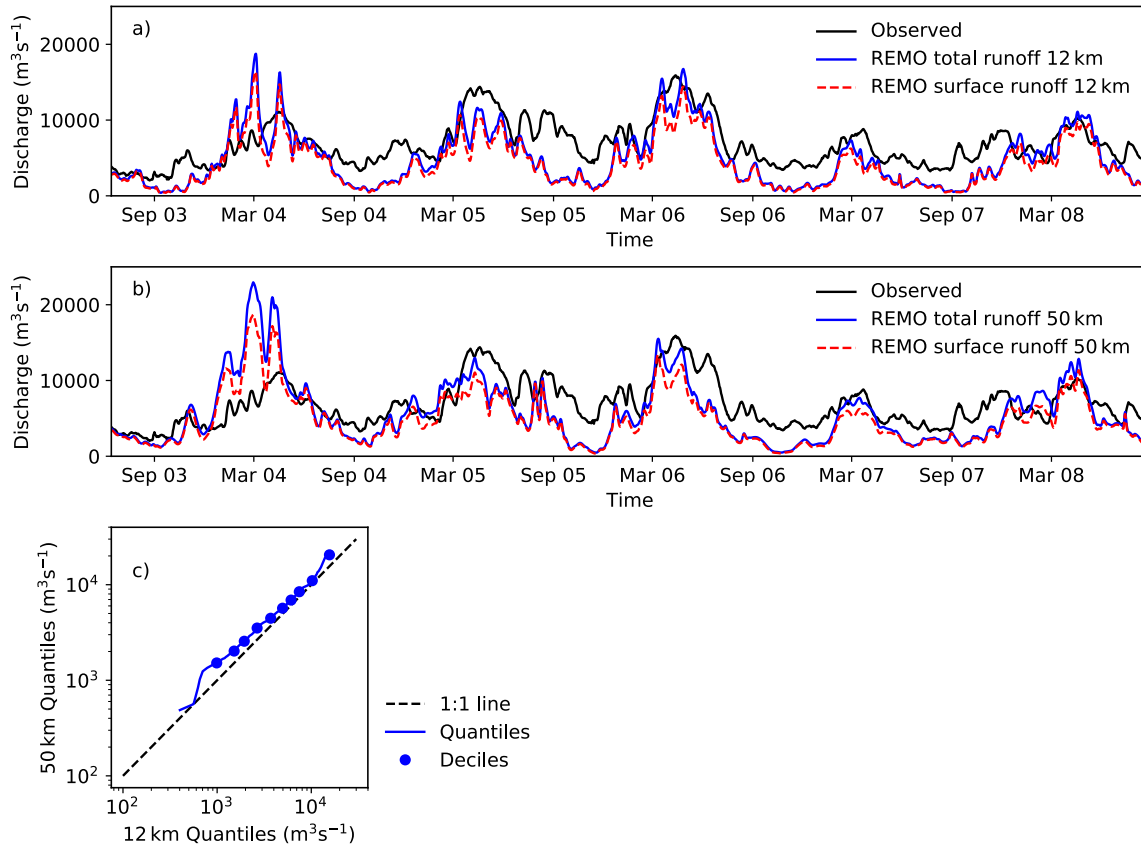 a)
Observed
REMO total runoff 12 km
REMO surface runoff 12 km
Discharge (m³s⁻¹)
20000
10000
0
Sep 03 Mar 04 Sep 04 Mar 05 Sep 05 Mar 06 Sep 06 Mar 07 Sep 07 Mar 08
Time
b)
Observed
REMO total runoff 50 km
REMO surface runoff 50 km
Discharge (m³s⁻¹)
20000
10000
0
Sep 03 Mar 04 Sep 04 Mar 05 Sep 05 Mar 06 Sep 06 Mar 07 Sep 07 Mar 08
Time
c)
50 km Quantiles (m³s⁻¹)
10⁴
10³
10²
10² 10³ 10⁴
12 km Quantiles (m³s⁻¹)
1:1 line
Quantiles
Deciles